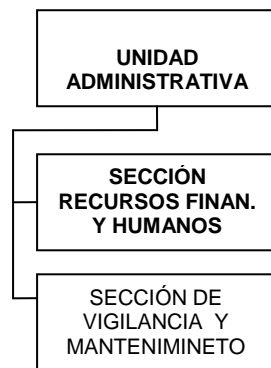 UNIDAD
ADMINISTRATIVA
SECCIÓN
RECURSOS FINAN.
Y HUMANOS
SECCIÓN DE
VIGILANCIA Y
MANTENIMINETO